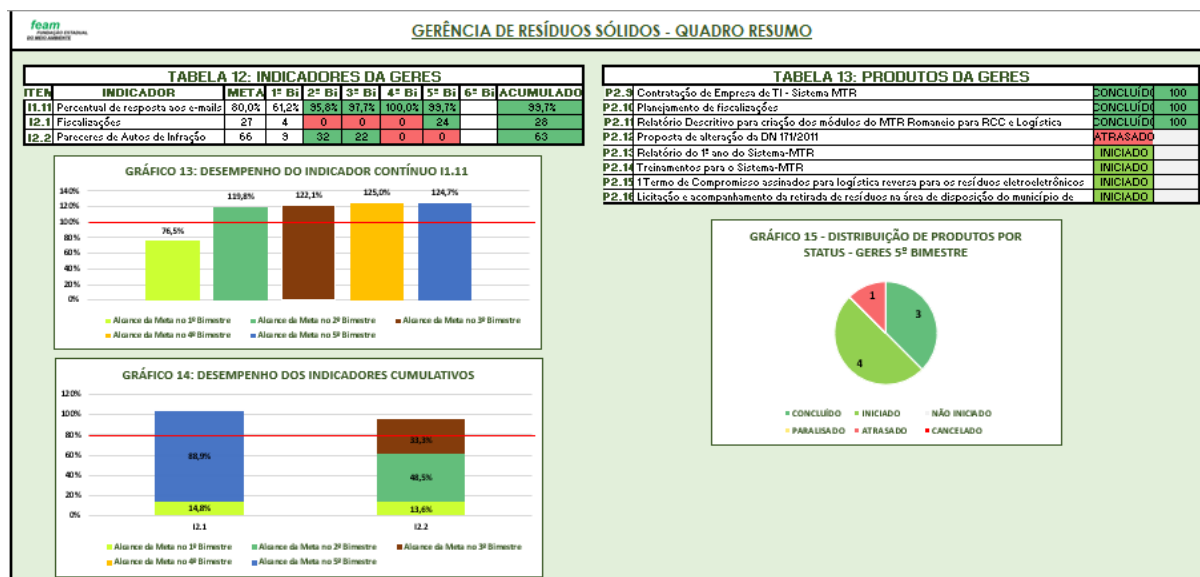 feam
FUNDAÇÃO ESTADUAL
DO MEIO AMBIENTE
GERÊNCIA DE RESÍDUOS SÓLIDOS - QUADRO RESUMO
TABELA 12: INDICADORES DA GERES
ITEM INDICADOR META 1º Bi 2º Bi 3º Bi 4º Bi 5º Bi 6º Bi ACUMULADO
I1.11 Percentual de resposta aos e-mails 80,0% 61,2% 95,8% 97,7% 100,0% 99,7% 99,7%
I2.1 Fiscalizações 27 4 0 0 0 24 28
I2.2 Pareceres de Autos de Infração 66 9 32 22 0 0 63
TABELA 13: PRODUTOS DA GERES
P2.9 Contratação de Empresa de TI - Sistema MTR CONCLUÍDO 100
P2.10 Planejamento de fiscalizações CONCLUÍDO 100
P2.11 Relatório Descritivo para criação dos módulos do MTR Romaneio para RCC e Logística CONCLUÍDO 100
P2.12 Proposta de alteração da DN 171/2011 ATRASADO
P2.13 Relatório do 1º ano do Sistema-MTR INICIADO
P2.14 Treinamentos para o Sistema-MTR INICIADO
P2.15 1 Termo de Compromisso assinados para logística reversa para os resíduos eletroeletrônicos INICIADO
P2.16 Licitação e acompanhamento da retirada de resíduos na área de disposição do município de INICIADO
GRÁFICO 13: DESEMPENHO DO INDICADOR CONTÍNUO I1.11
140%
120%
100%
80%
60%
40%
20%
0%
76,5% 119,8% 122,1% 125,0% 124,7%
Alcance da Meta no 1º Bimestre Alcance da Meta no 2º Bimestre Alcance da Meta no 3º Bimestre
Alcance da Meta no 4º Bimestre Alcance da Meta no 5º Bimestre
GRÁFICO 14: DESEMPENHO DOS INDICADORES CUMULATIVOS
120%
100%
80%
60%
40%
20%
0%
88,9%
14,8%
33,3%
48,5%
13,6%
I2.1 I2.2
Alcance da Meta no 1º Bimestre Alcance da Meta no 2º Bimestre Alcance da Meta no 3º Bimestre
Alcance da Meta no 4º Bimestre Alcance da Meta no 5º Bimestre
GRÁFICO 15 - DISTRIBUIÇÃO DE PRODUTOS POR
STATUS - GERES 5º BIMESTRE
1
3
4
CONCLUÍDO INICIADO NÃO INICIADO
PARALISADO ATRASADO CANCELADO